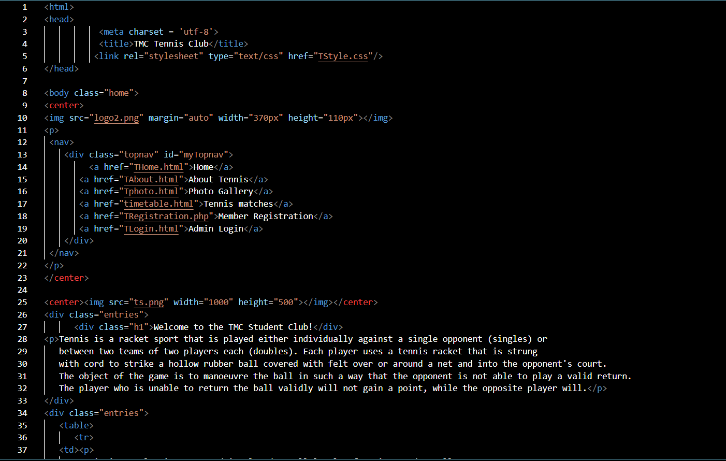 1 <html>
2 <head>
3 <meta charset = 'utf-8'>
4 <title>TMC Tennis Club</title>
5 <link rel="stylesheet" type="text/css" href="TStyle.css"/>
6 </head>
7
8 <body class="home">
9 <center>
10 <img src="logo2.png" margin="auto" width="370px" height="110px"></img>
11 <p>
12 <nav>
13 <div class="topnav" id="myTopnav">
14 <a href="THome.html">Home</a>
15 <a href="TAbout.html">About Tennis</a>
16 <a href="Tphoto.html">Photo Gallery</a>
17 <a href="timetable.html">Tennis matches</a>
18 <a href="TRegistration.php">Member Registration</a>
19 <a href="TLogin.html">Admin Login</a>
20 </div>
21 </nav>
22 </p>
23 </center>
24
25 <center><img src="ts.png" width="1000" height="500"></img></center>
26 <div class="entries">
27 <div class="h1">Welcome to the TMC Student Club!</div>
28 <p>Tennis is a racket sport that is played either individually against a single opponent (singles) or
29 between two teams of two players each (doubles). Each player uses a tennis racket that is strung
30 with cord to strike a hollow rubber ball covered with felt over or around a net and into the opponent's court.
31 The object of the game is to manoeuvre the ball in such a way that the opponent is not able to play a valid return.
32 The player who is unable to return the ball validly will not gain a point, while the opposite player will.</p>
33 </div>
34 <div class="entries">
35 <table>
36 <tr>
37 <td><p>